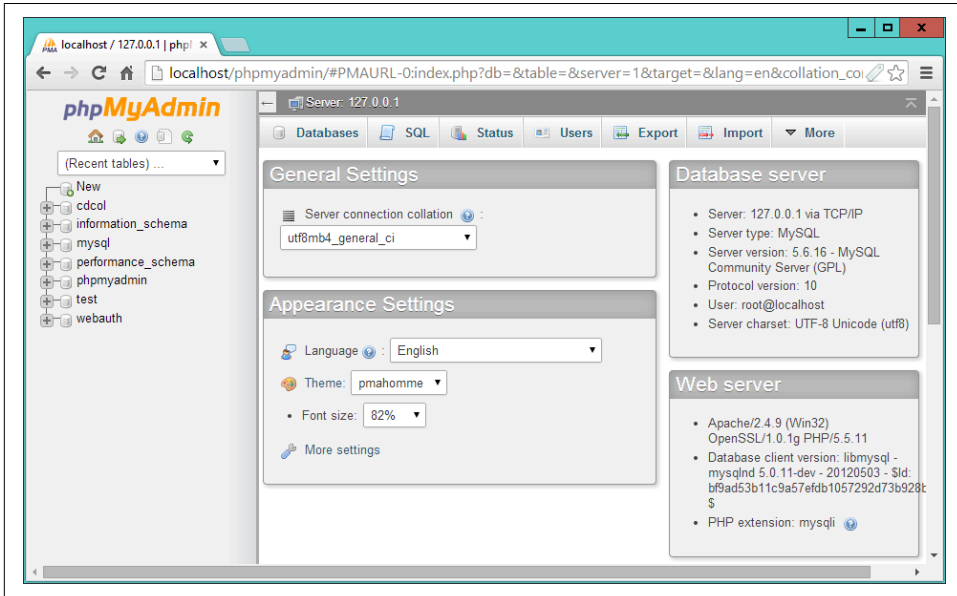 localhost / 127.0.0.1 | phpl
localhost/phpmyadmin/#PMAURL-0:index.php?db=&table=&server=1&target=&lang=en&collation_co
phpMyAdmin
(Recent tables) ...
New
cdcol
information_schema
mysql
performance_schema
phpmyadmin
test
webauth
Server: 127.0.0.1
Databases
SQL
Status
Users
Export
Import
More
General Settings
Server connection collation :
utf8mb4_general_ci
Appearance Settings
Language :
English
Theme:
pmahomme
Font size:
82%
More settings
Database server
Server: 127.0.0.1 via TCP/IP
Server type: MySQL
Server version: 5.6.16 - MySQL
Community Server (GPL)
Protocol version: 10
User: root@localhost
Server charset: UTF-8 Unicode (utf8)
Web server
Apache/2.4.9 (Win32)
OpenSSL/1.0.1g PHP/5.5.11
Database client version: libmysql -
mysqlnd 5.0.11-dev - 20120503 - $Id:
bf9ad53b11c9a57efdb1057292d73b928b
$
PHP extension: mysqli